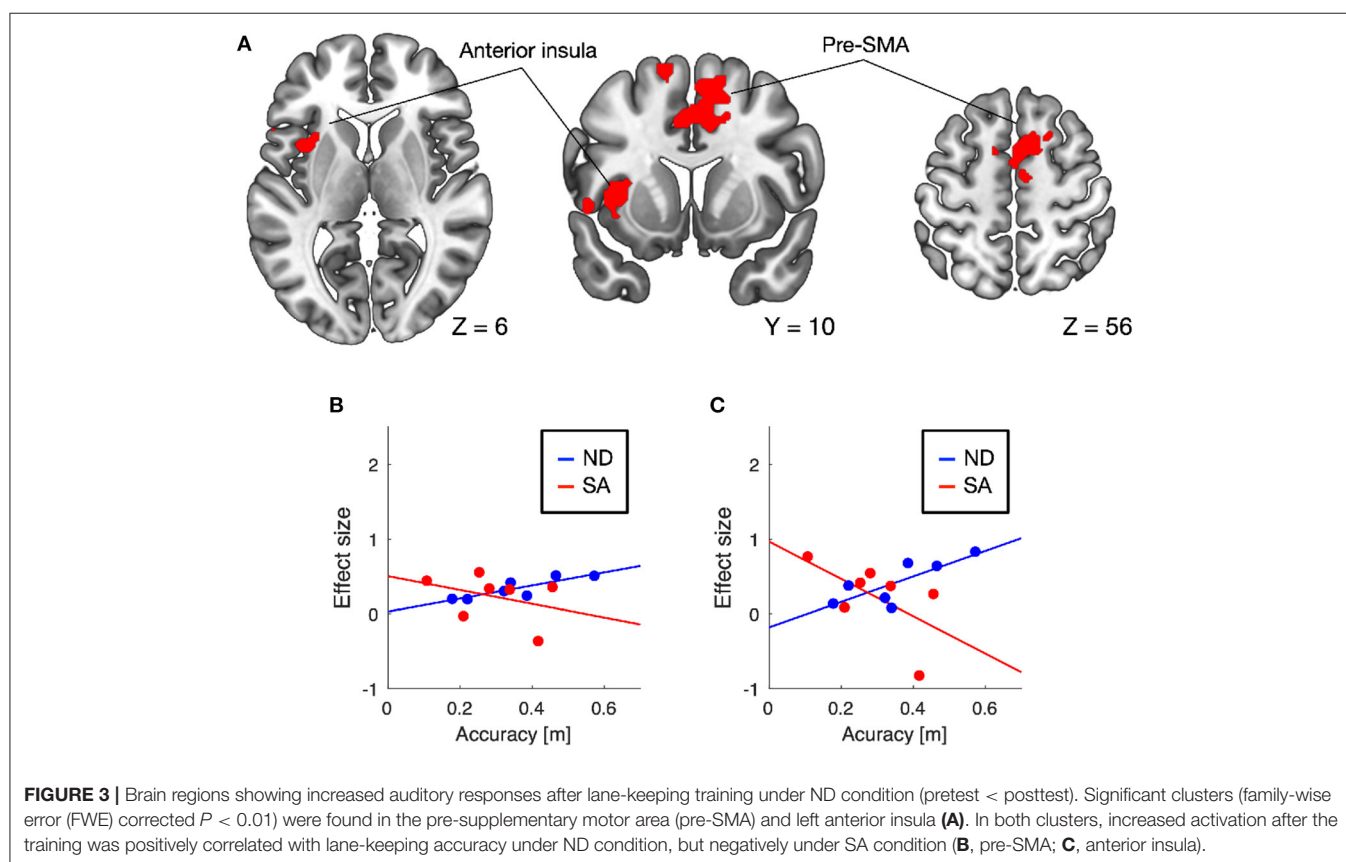 A
Anterior insula
Pre-SMA
Z = 6
Y = 10
Z = 56
B
ND
SA
Effect size
2
1
0
-1
0
0.2
0.4
0.6
Accuracy [m]
C
ND
SA
Effect size
2
1
0
-1
0
0.2
0.4
0.6
Acuracy [m]
FIGURE 3 | Brain regions showing increased auditory responses after lane-keeping training under ND condition (pretest < posttest). Significant clusters (family-wise
error (FWE) corrected P < 0.01) were found in the pre-supplementary motor area (pre-SMA) and left anterior insula (A). In both clusters, increased activation after the
training was positively correlated with lane-keeping accuracy under ND condition, but negatively under SA condition (B, pre-SMA; C, anterior insula).